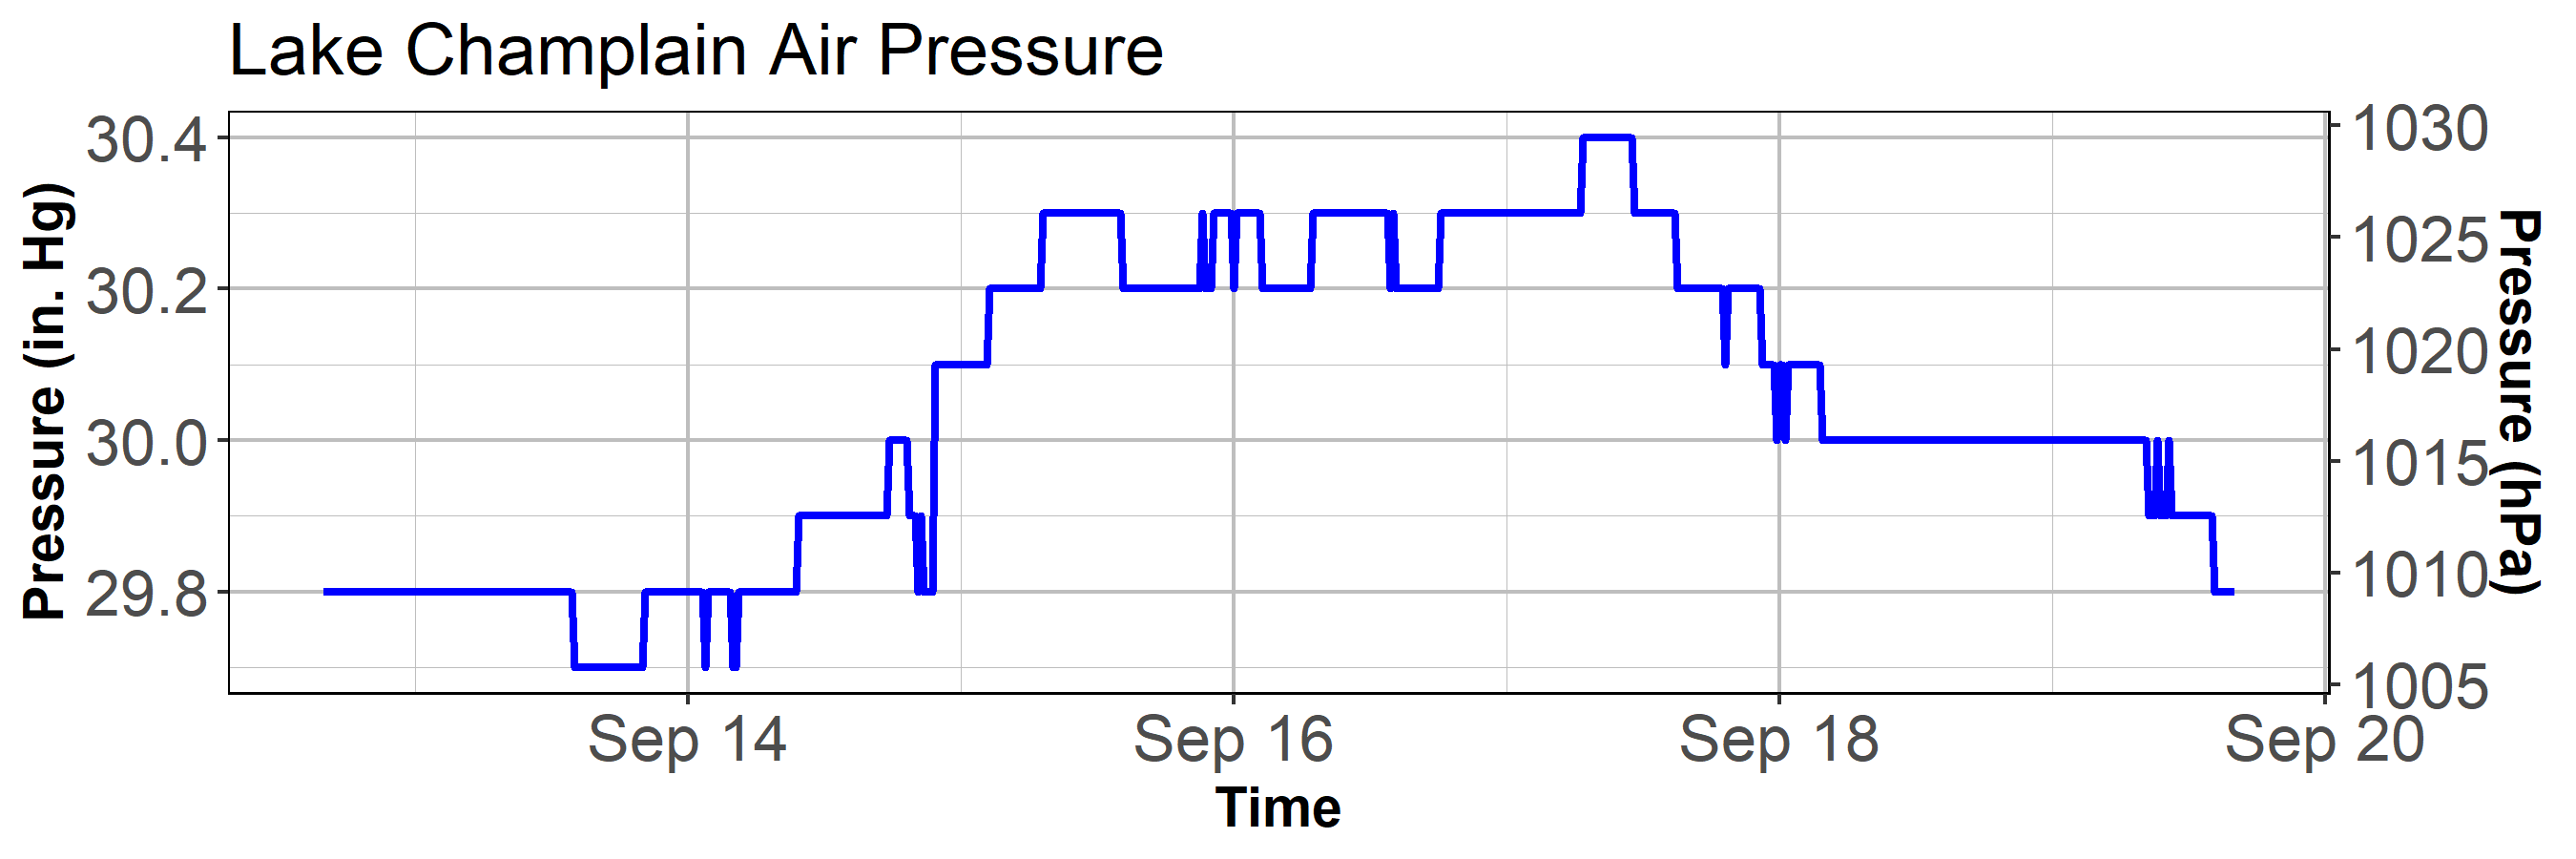 Lake Champlain Air Pressure
30.4
30.2
30.0
29.8
Pressure (in. Hg)
1030
1025
1020
1015
1010
1005
Pressure (hPa)
Sep 14
Sep 16
Sep 18
Sep 20
Time